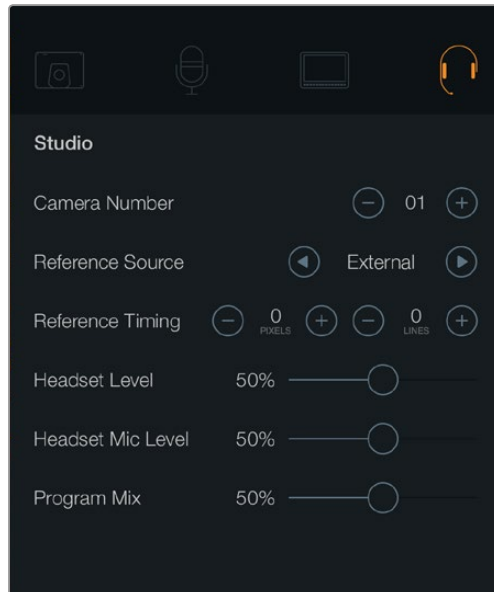 Studio
Camera Number 01
Reference Source External
Reference Timing 0 PIXELS 0 LINES
Headset Level 50%
Headset Mic Level 50%
Program Mix 50%